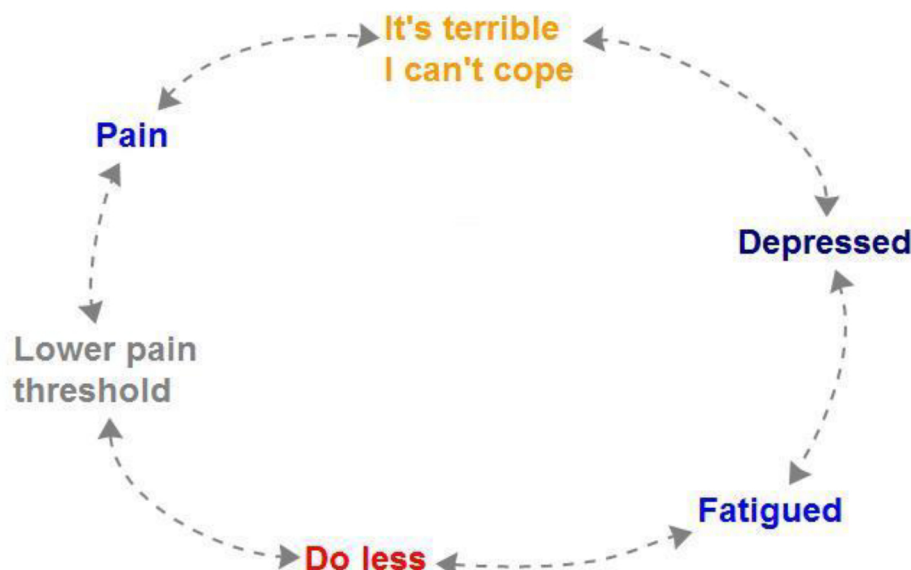 It's terrible
I can't cope
Pain
Depressed
Lower pain
threshold
Fatigued
Do less